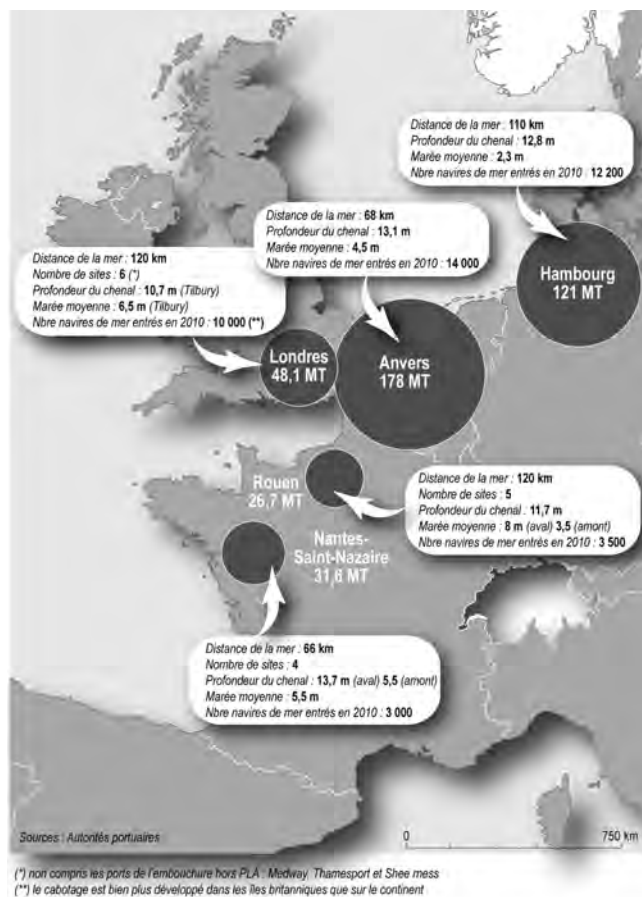 Distance de la mer : 110 km
Profondeur du chenal : 12,8 m
Marée moyenne : 2,3 m
Nbre navires de mer entrés en 2010 : 12 200
Distance de la mer : 68 km
Profondeur du chenal : 13,1 m
Marée moyenne : 4,5 m
Nbre navires de mer entrés en 2010 : 14 000
Distance de la mer : 120 km
Nombre de sites : 6 (*)
Profondeur du chenal : 10,7 m (Tilbury)
Marée moyenne : 6,5 m (Tilbury)
Nbre navires de mer entrés en 2010 : 10 000 (**)
Hambourg
121 MT
Londres
48,1 MT
Anvers
178 MT
Rouen
26,7 MT
Distance de la mer : 120 km
Nombre de sites : 5
Profondeur du chenal : 11,7 m
Marée moyenne : 8 m (aval) 3,5 (amont)
Nbre navires de mer entrés en 2010 : 3 500
Nantes-
Saint-Nazaire
31,6 MT
Distance de la mer : 66 km
Nombre de sites : 4
Profondeur du chenal : 13,7 m (aval) 5,5 (amont)
Marée moyenne : 5,5 m
Nbre navires de mer entrés en 2010 : 3 000
Sources : Autorités portuaires
0 750 km
(*) non compris les ports de l'embouchure hors PLA : Medway, Thamesport et Shee mess
(**) le cabotage est bien plus développé dans les îles britanniques que sur le continent